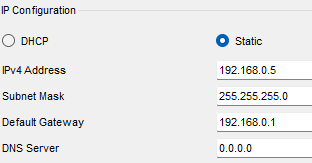 IP Configuration
DHCP Static
IPv4 Address 192.168.0.5
Subnet Mask 255.255.255.0
Default Gateway 192.168.0.1
DNS Server 0.0.0.0